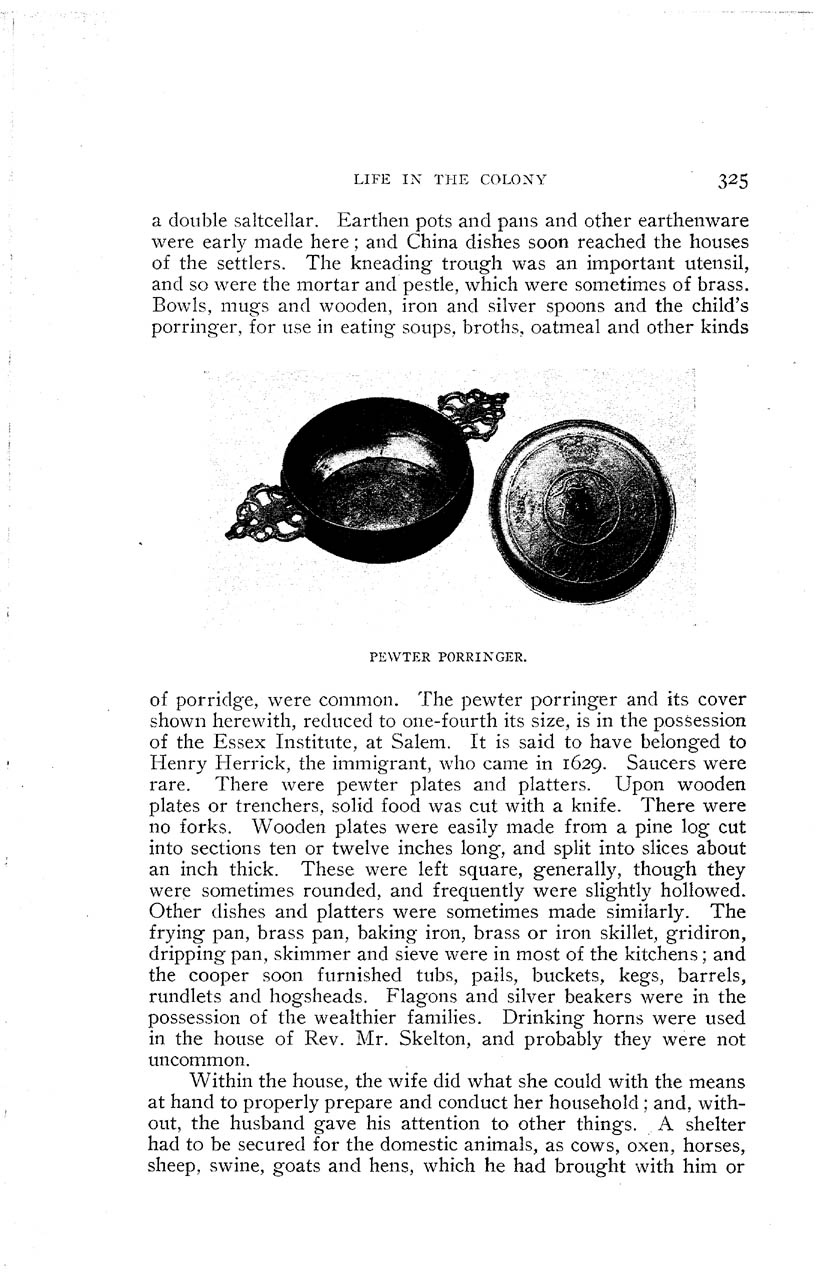 LIFE IN THE COLONY 325
a double saltcellar. Earthen pots and pans and other earthenware
were early made here; and China dishes soon reached the houses
of the settlers. The kneading trough was an important utensil,
and so were the mortar and pestle, which were sometimes of brass.
Bowls, mugs and wooden, iron and silver spoons and the child's
porringer, for use in eating soups, broths, oatmeal and other kinds
PEWTER PORRINGER.
of porridge, were common. The pewter porringer and its cover
shown herewith, reduced to one-fourth its size, is in the possession
of the Essex Institute, at Salem. It is said to have belonged to
Henry Herrick, the immigrant, who came in 1629. Saucers were
rare. There were pewter plates and platters. Upon wooden
plates or trenchers, solid food was cut with a knife. There were
no forks. Wooden plates were easily made from a pine log cut
into sections ten or twelve inches long, and split into slices about
an inch thick. These were left square, generally, though they
were sometimes rounded, and frequently were slightly hollowed.
Other dishes and platters were sometimes made similarly. The
frying pan, brass pan, baking iron, brass or iron skillet, gridiron,
dripping pan, skimmer and sieve were in most of the kitchens; and
the cooper soon furnished tubs, pails, buckets, kegs, barrels,
rundlets and hogsheads. Flagons and silver beakers were in the
possession of the wealthier families. Drinking horns were used
in the house of Rev. Mr. Skelton, and probably they were not
uncommon.
Within the house, the wife did what she could with the means
at hand to properly prepare and conduct her household; and, with-
out, the husband gave his attention to other things. A shelter
had to be secured for the domestic animals, as cows, oxen, horses,
sheep, swine, goats and hens, which he had brought with him or